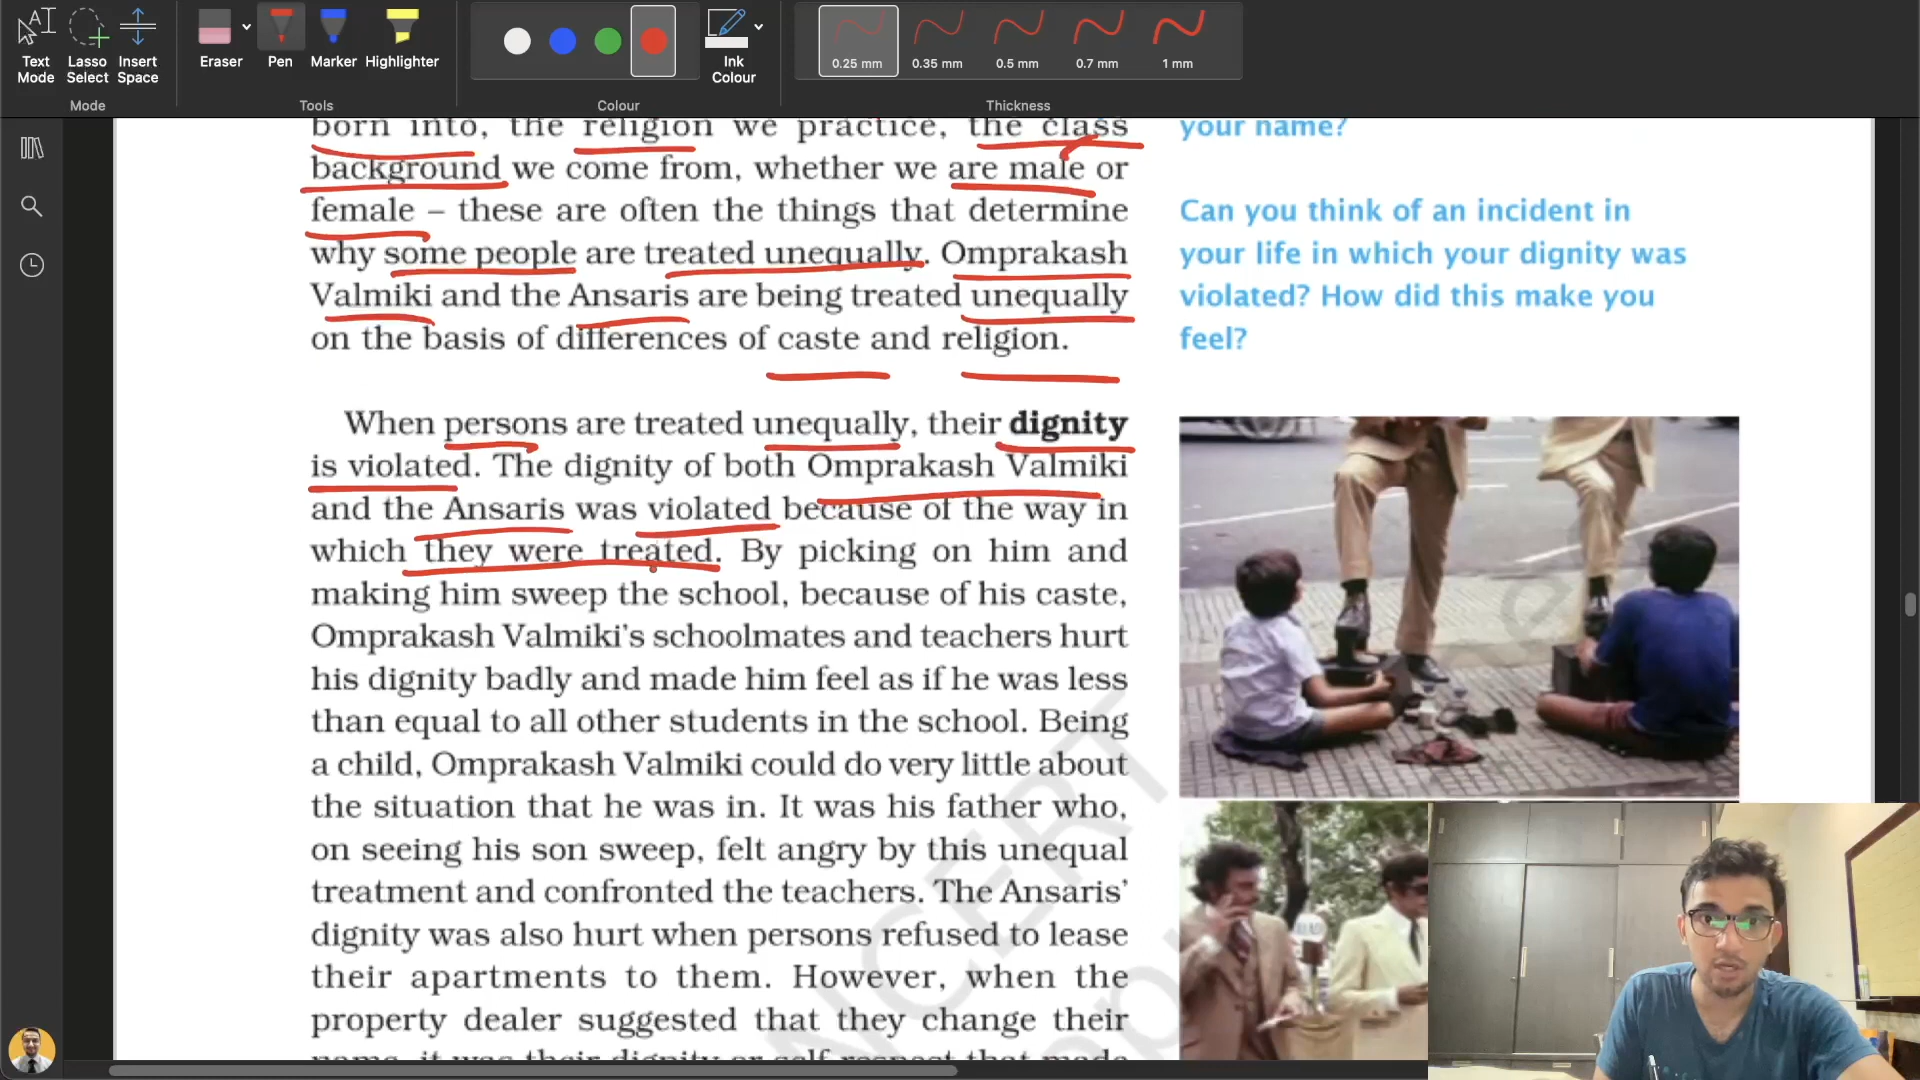 Text Mode
Lasso Select
Insert Space
Mode
Eraser
Pen
Marker
Highlighter
Tools
Colour
Ink Colour
0.25 mm
0.35 mm
0.5 mm
0.7 mm
1 mm
Thickness
born into, the religion we practice, the class
background we come from, whether we are male or
female – these are often the things that determine
why some people are treated unequally. Omprakash
Valmiki and the Ansaris are being treated unequally
on the basis of differences of caste and religion.
When persons are treated unequally, their dignity
is violated. The dignity of both Omprakash Valmiki
and the Ansaris was violated because of the way in
which they were treated. By picking on him and
making him sweep the school, because of his caste,
Omprakash Valmiki's schoolmates and teachers hurt
his dignity badly and made him feel as if he was less
than equal to all other students in the school. Being
a child, Omprakash Valmiki could do very little about
the situation that he was in. It was his father who,
on seeing his son sweep, felt angry by this unequal
treatment and confronted the teachers. The Ansaris'
dignity was also hurt when persons refused to lease
their apartments to them. However, when the
property dealer suggested that they change their
name, it was their dignity or self-respect that made
your name?
Can you think of an incident in
your life in which your dignity was
violated? How did this make you
feel?
NCERT